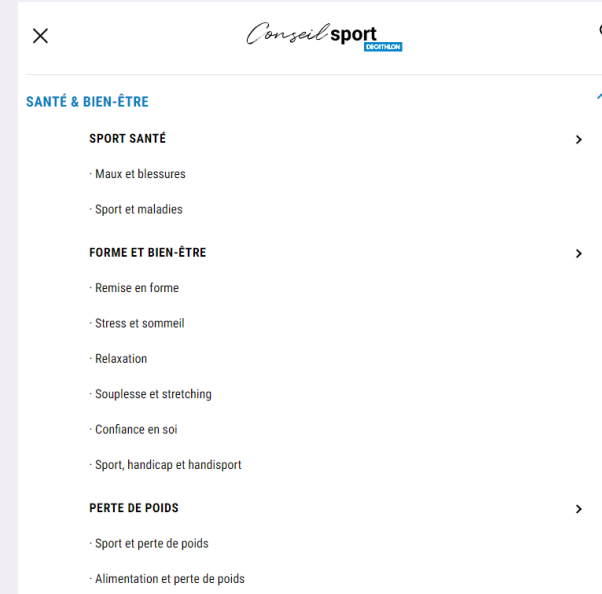 Conseil sport
DECATHLON
SANTÉ & BIEN-ÊTRE
SPORT SANTÉ
· Maux et blessures
· Sport et maladies
FORME ET BIEN-ÊTRE
· Remise en forme
· Stress et sommeil
· Relaxation
· Souplesse et stretching
· Confiance en soi
· Sport, handicap et handisport
PERTE DE POIDS
· Sport et perte de poids
· Alimentation et perte de poids